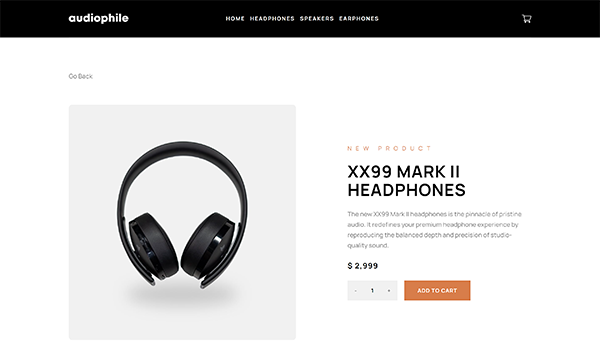 audiophile
HOME HEADPHONES SPEAKERS EARPHONES
Go Back
NEW PRODUCT
XX99 MARK II
HEADPHONES
The new XX99 Mark II headphones is the pinnacle of pristine
audio. It redefines your premium headphone experience by
reproducing the balanced depth and precision of studio-
quality sound.
$ 2,999
- 1 +
ADD TO CART